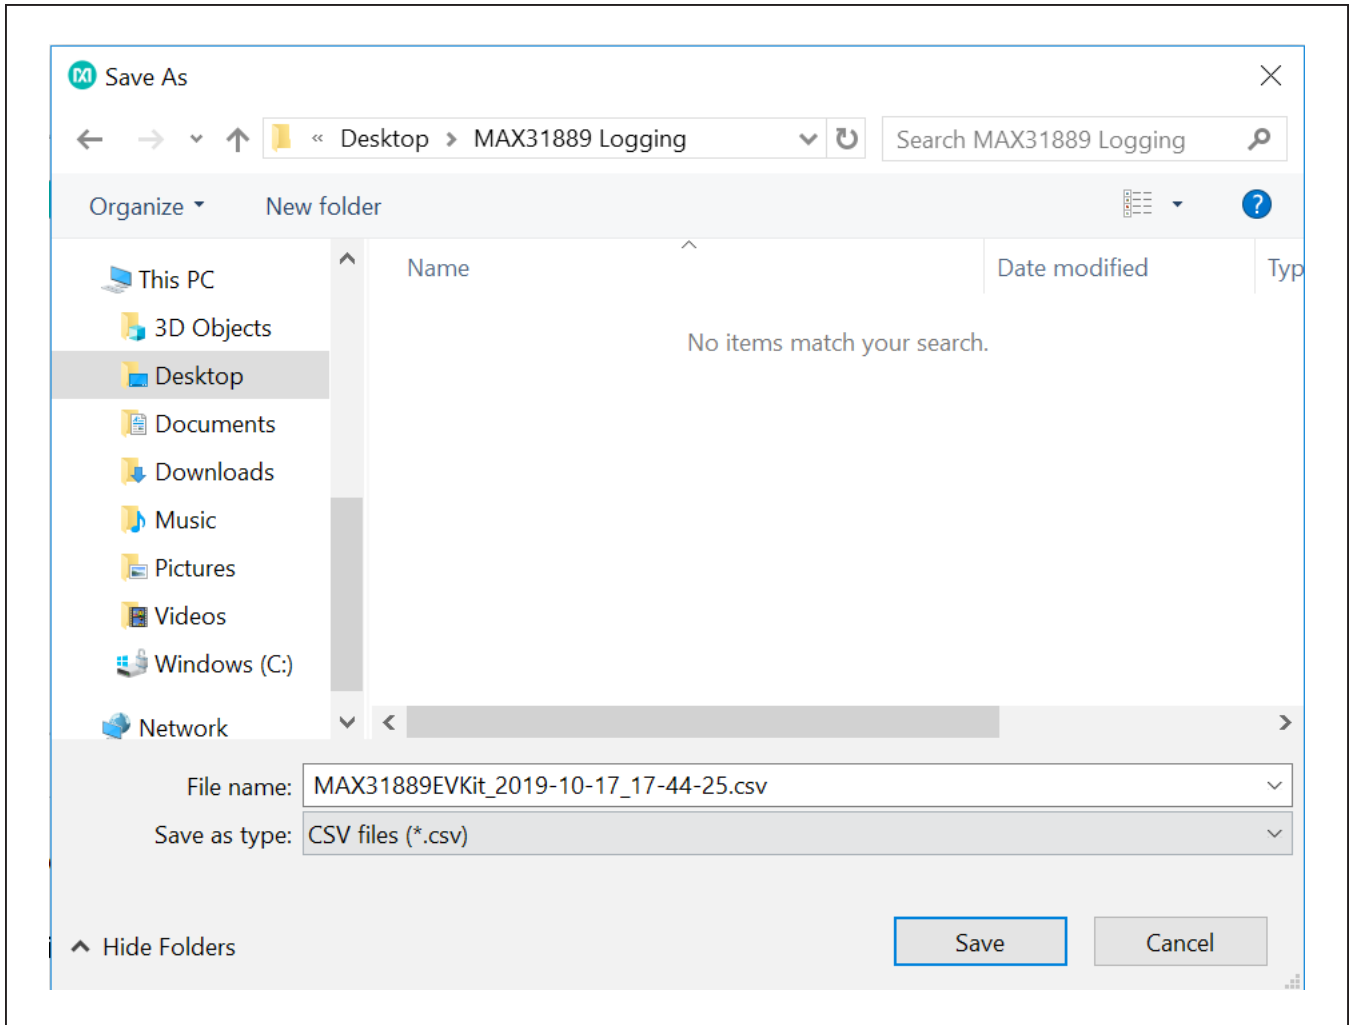 Save As
« Desktop > MAX31889 Logging
Search MAX31889 Logging
Organize
New folder
?
Name
Date modified
Typ
No items match your search.
This PC
3D Objects
Desktop
Documents
Downloads
Music
Pictures
Videos
Windows (C:)
Network
File name: MAX31889EVKit_2019-10-17_17-44-25.csv
Save as type: CSV files (*.csv)
Hide Folders
Save
Cancel